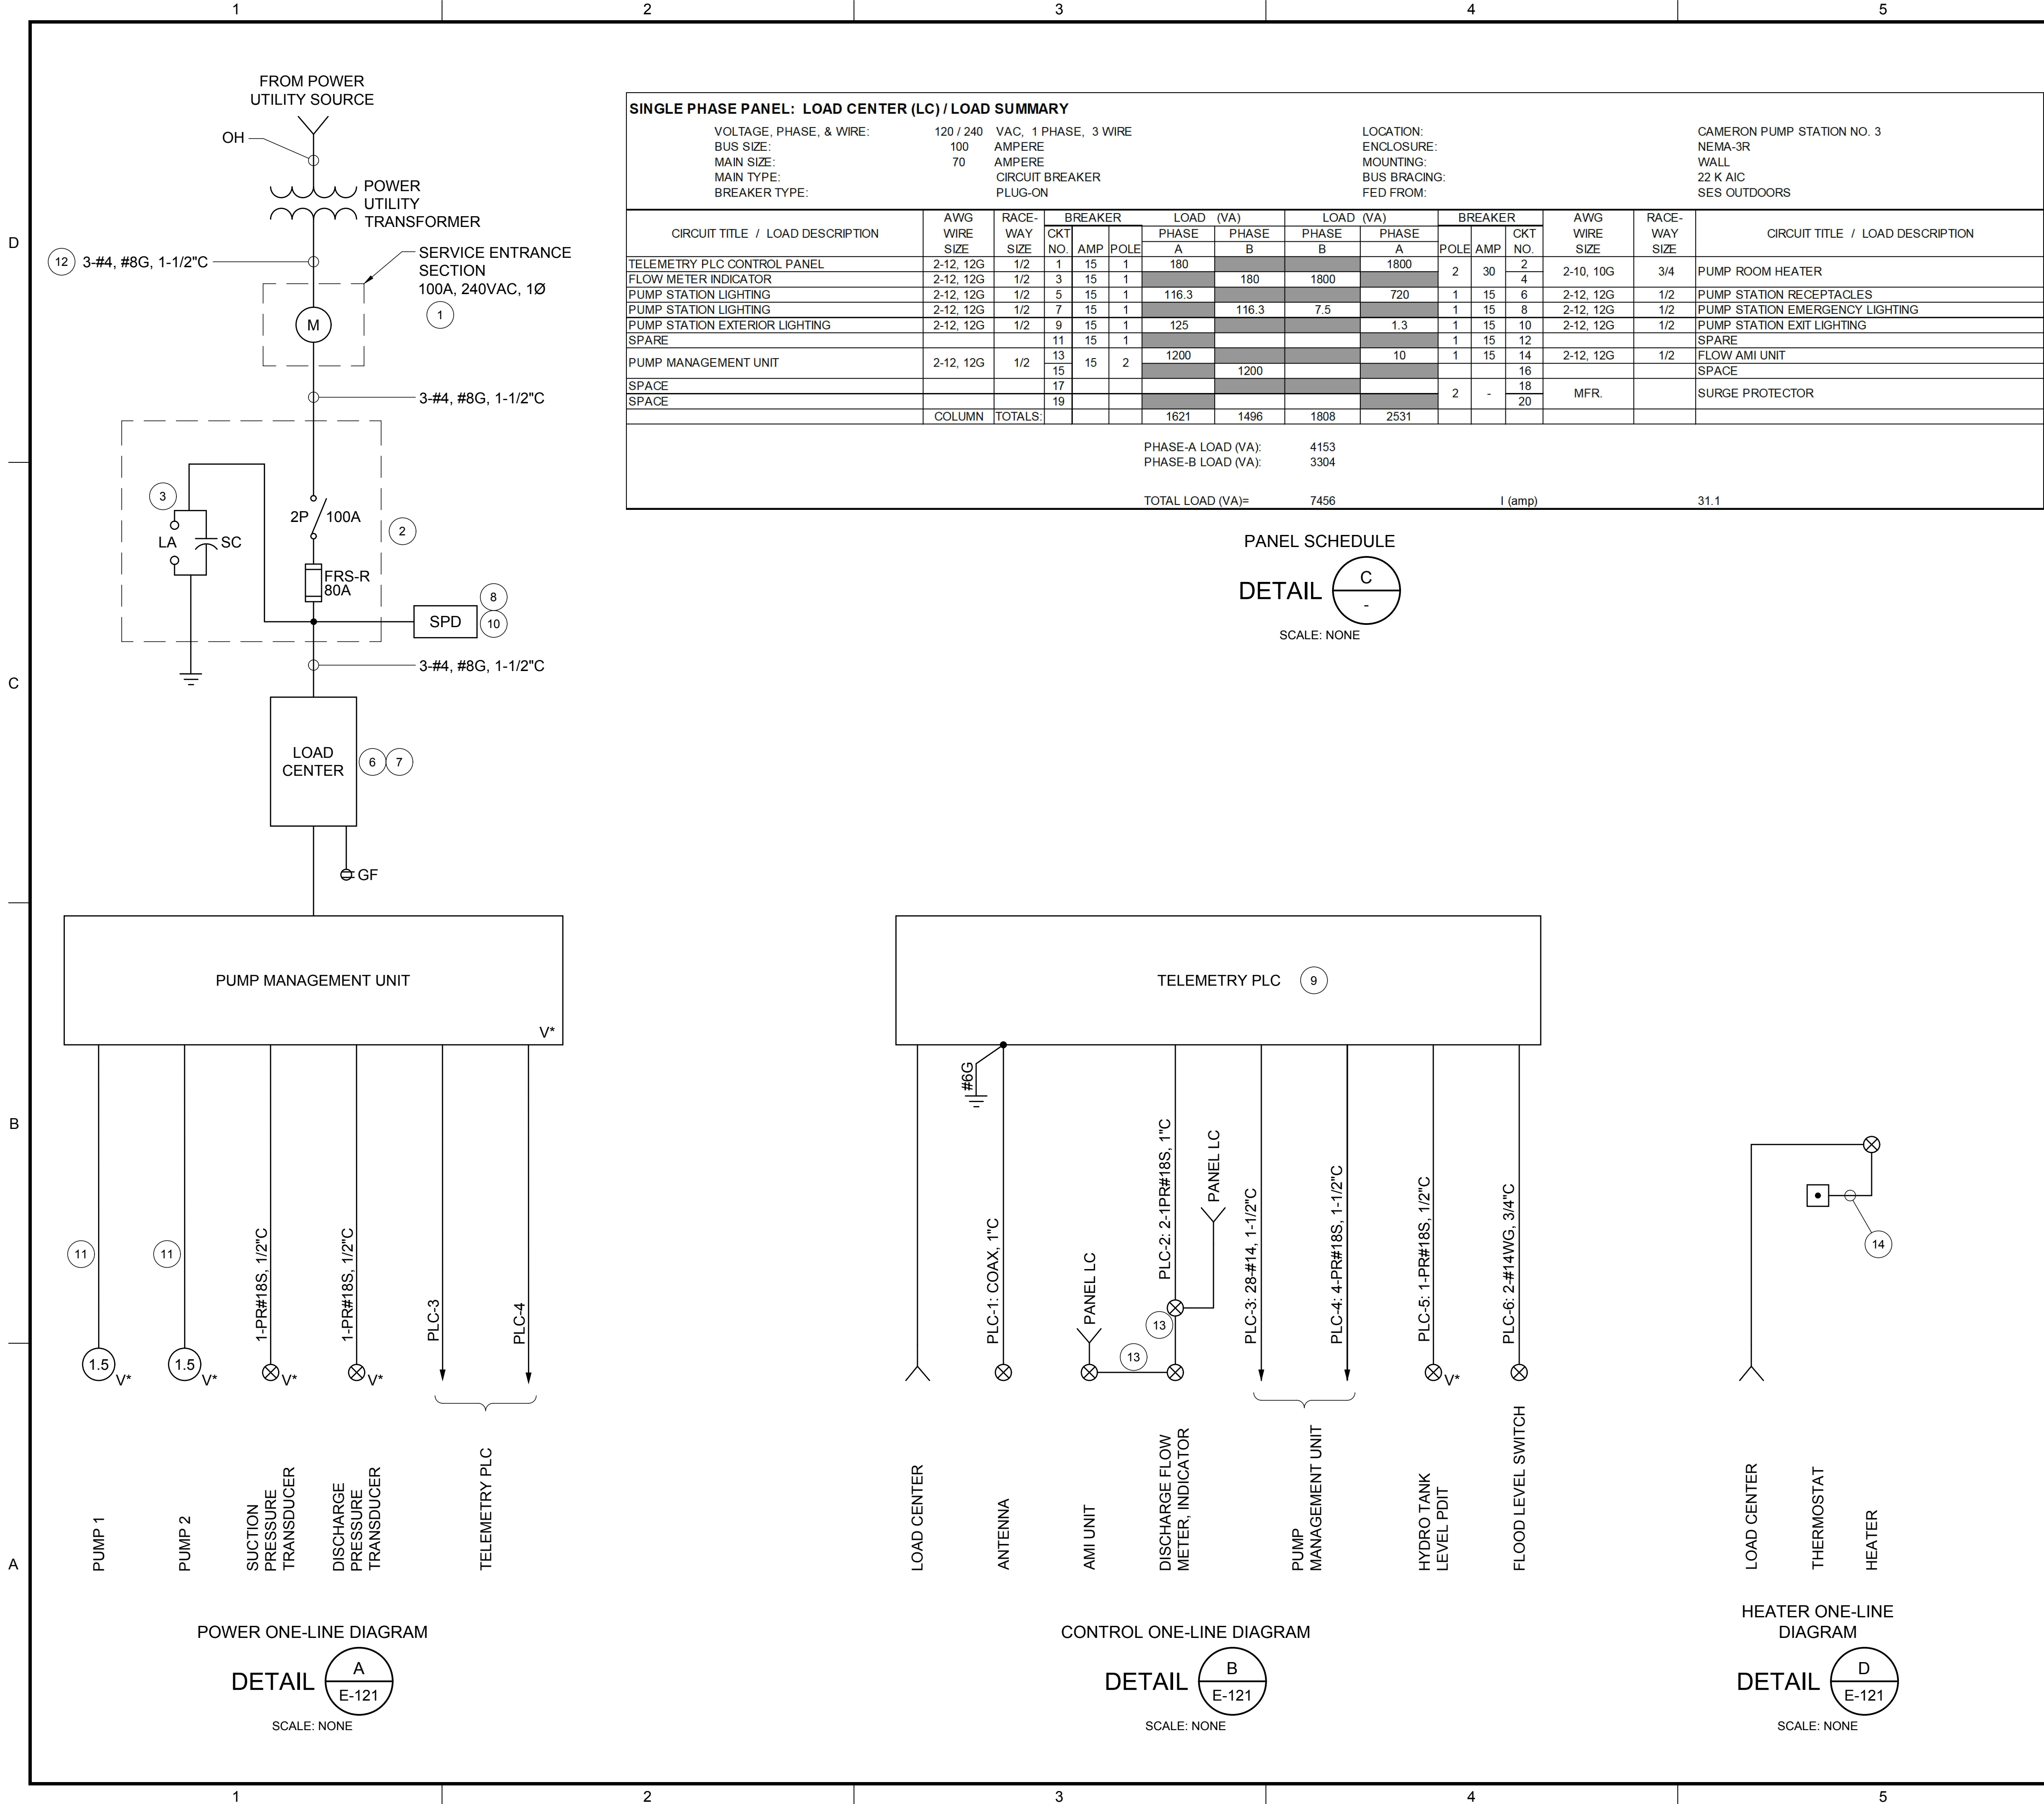 1 2 3 4 5
FROM POWER
UTILITY SOURCE
OH
POWER
UTILITY
TRANSFORMER
12 3-#4, #8G, 1-1/2"C
SERVICE ENTRANCE
SECTION
100A, 240VAC, 1Ø
1
M
3-#4, #8G, 1-1/2"C
3
LA
SC
2P 100A
2
FRS-R
80A
SPD
8
10
3-#4, #8G, 1-1/2"C
LOAD
CENTER
6 7
GF
PUMP MANAGEMENT UNIT
V*
11
11
1-PR#18S, 1/2"C
1-PR#18S, 1/2"C
PLC-3
PLC-4
1.5 V*
1.5 V*
V*
V*
PUMP 1
PUMP 2
SUCTION
PRESSURE
TRANSDUCER
DISCHARGE
PRESSURE
TRANSDUCER
TELEMETRY PLC
POWER ONE-LINE DIAGRAM
DETAIL A
E-121
SCALE: NONE
SINGLE PHASE PANEL: LOAD CENTER (LC) / LOAD SUMMARY
VOLTAGE, PHASE, & WIRE: 120 / 240 VAC, 1 PHASE, 3 WIRE LOCATION: CAMERON PUMP STATION NO. 3
BUS SIZE: 100 AMPERE ENCLOSURE: NEMA-3R
MAIN SIZE: 70 AMPERE MOUNTING: WALL
MAIN TYPE: CIRCUIT BREAKER BUS BRACING: 22 K AIC
BREAKER TYPE: PLUG-ON FED FROM: SES OUTDOORS
AWG RACE- BREAKER LOAD (VA) LOAD (VA) BREAKER AWG RACE-
CIRCUIT TITLE / LOAD DESCRIPTION WIRE WAY CKT PHASE PHASE PHASE PHASE CKT WIRE WAY CIRCUIT TITLE / LOAD DESCRIPTION
SIZE SIZE NO. AMP POLE A B B A POLE AMP NO. SIZE SIZE
TELEMETRY PLC CONTROL PANEL 2-12, 12G 1/2 1 15 1 180 1800 2 30 2 2-10, 10G 3/4 PUMP ROOM HEATER
FLOW METER INDICATOR 2-12, 12G 1/2 3 15 1 180 1800 4
PUMP STATION LIGHTING 2-12, 12G 1/2 5 15 1 116.3 720 1 15 6 2-12, 12G 1/2 PUMP STATION RECEPTACLES
PUMP STATION LIGHTING 2-12, 12G 1/2 7 15 1 116.3 7.5 1 15 8 2-12, 12G 1/2 PUMP STATION EMERGENCY LIGHTING
PUMP STATION EXTERIOR LIGHTING 2-12, 12G 1/2 9 15 1 125 1.3 1 15 10 2-12, 12G 1/2 PUMP STATION EXIT LIGHTING
SPARE 11 15 1 1 15 12 SPARE
PUMP MANAGEMENT UNIT 2-12, 12G 1/2 13 15 2 1200 10 1 15 14 2-12, 12G 1/2 FLOW AMI UNIT
15 1200 16 SPACE
SPACE 17 2 - 18 MFR. SURGE PROTECTOR
SPACE 19 20
COLUMN TOTALS: 1621 1496 1808 2531
PHASE-A LOAD (VA): 4153
PHASE-B LOAD (VA): 3304
TOTAL LOAD (VA)= 7456 I (amp) 31.1
PANEL SCHEDULE
DETAIL C
-
SCALE: NONE
TELEMETRY PLC 9
#6G
PLC-1: COAX, 1"C
PANEL LC
PLC-2: 2-1PR#18S, 1"C
PANEL LC
13
13
PLC-3: 28-#14, 1-1/2"C
PLC-4: 4-PR#18S, 1-1/2"C
PLC-5: 1-PR#18S, 1/2"C
PLC-6: 2-#14WG, 3/4"C
V*
LOAD CENTER
ANTENNA
AMI UNIT
DISCHARGE FLOW
METER, INDICATOR
PUMP
MANAGEMENT UNIT
HYDRO TANK
LEVEL PDIT
FLOOD LEVEL SWITCH
CONTROL ONE-LINE DIAGRAM
DETAIL B
E-121
SCALE: NONE
14
LOAD CENTER
THERMOSTAT
HEATER
HEATER ONE-LINE
DIAGRAM
DETAIL D
E-121
SCALE: NONE
D
C
B
A
1 2 3 4 5